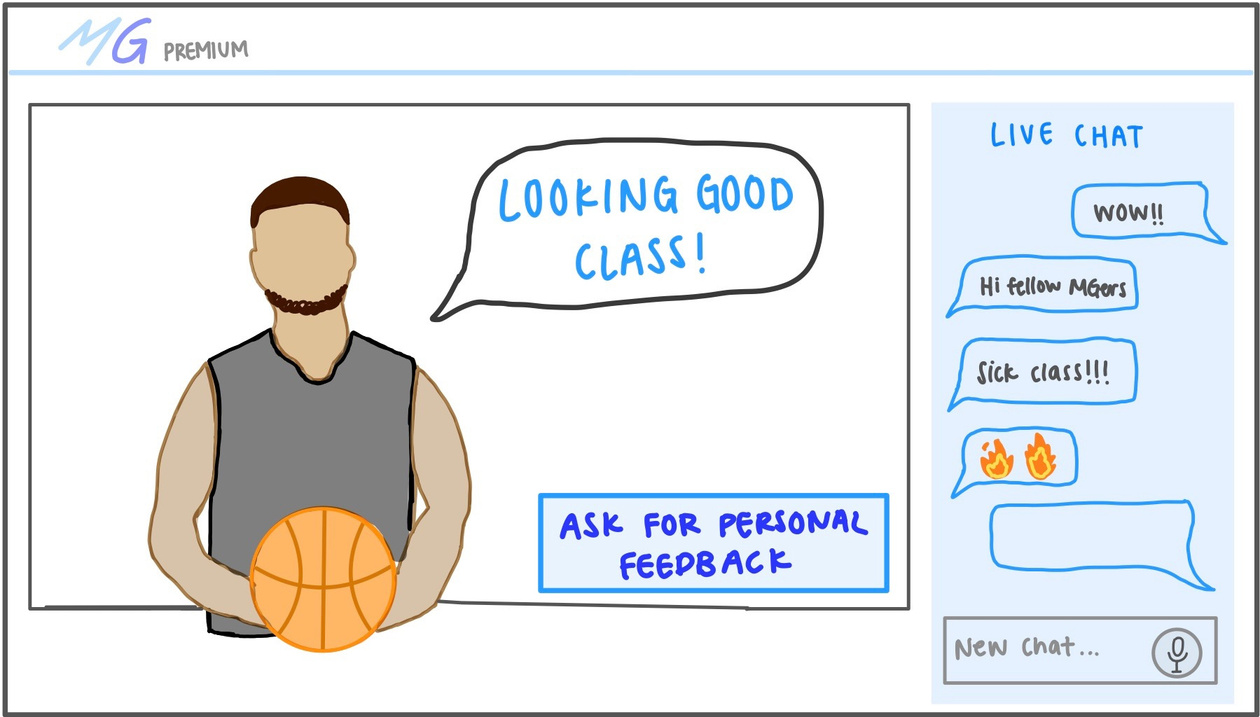 MG PREMIUM
LOOKING GOOD
CLASS!
ASK FOR PERSONAL
FEEDBACK
LIVE CHAT
WOW!!
Hi fellow MGers
Sick class!!!
New Chat...